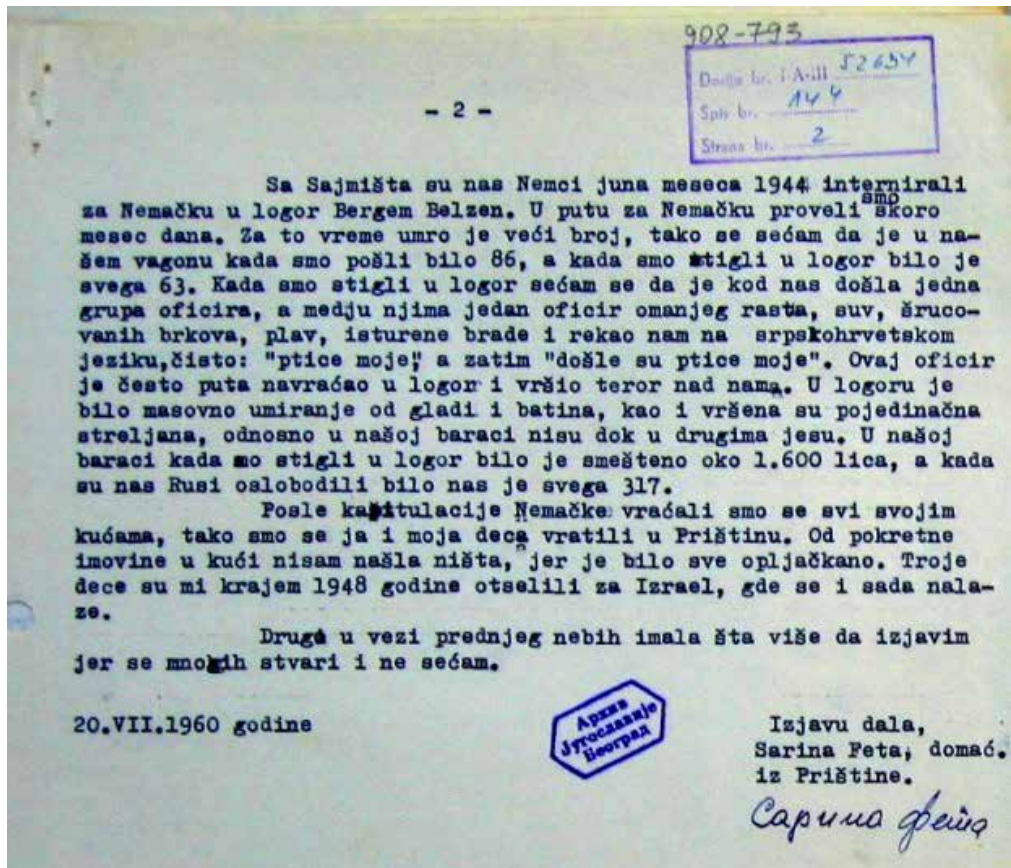 908-793
Dosije br. I-A-III 52634
Spis br. 144
Strana br. 2
- 2 -
Sa Sajmišta su nas Nemci juna meseca 1944 internirali
za Nemačku u logor Bergem Belzen. U putu za Nemačku proveli smo skoro
mesec dana. Za to vreme umro je veći broj, tako se sećam da je u na-
šem vagonu kada smo pošli bilo 86, a kada smo stigli u logor bilo je
svega 63. Kada smo stigli u logor sećam se da je kod nas došla jedna
grupa oficira, a medju njima jedan oficir omanjeg rasta, suv, šruco-
vanih brkova, plav, isturene brade i rekao nam na srpskohrvetskom
jeziku,čisto: "ptice moje," a zatim "došle su ptice moje". Ovaj oficir
je često puta navraćao u logor i vršio teror nad nama. U logoru je
bilo masovno umiranje od gladi i batina, kao i vršena su pojedinačna
streljana, odnosno u našoj baraci nisu dok u drugima jesu. U našoj
baraci kada mo stigli u logor bilo je smešteno oko 1.600 lica, a kada
su nas Rusi oslobodili bilo nas je svega 317.
Posle kapitulacije Nemačke vraćali smo se svi svojim
kućama, tako smo se ja i moja deca vratili u Prištinu. Od pokretne
imovine u kući nisam našla ništa, jer je bilo sve opljačkano. Troje
dece su mi krajem 1948 godine otselili za Izrael, gde se i sada nala-
ze.
Drugo u vezi prednjeg nebih imala šta više da izjavim
jer se mnogih stvari i ne sećam.
20.VII.1960 godine
Архив
Југославије
Београд
Izjavu dala,
Sarina Feta, domać.
iz Prištine.
Сарина Фета